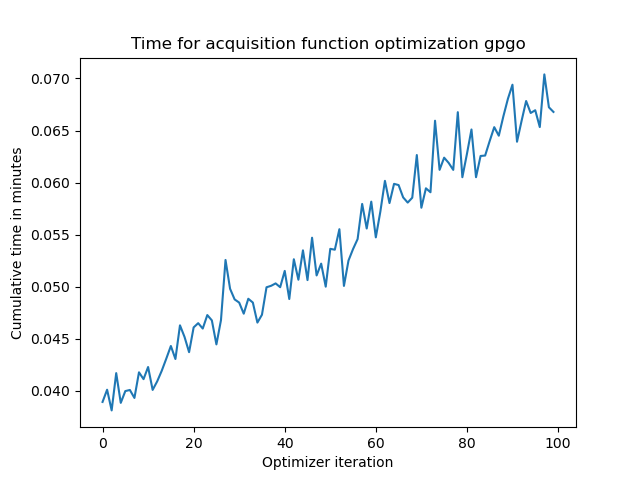 Time for acquisition function optimization gpgo
0.070
0.065
0.060
0.055
0.050
0.045
0.040
Cumulative time in minutes
0 20 40 60 80 100
Optimizer iteration